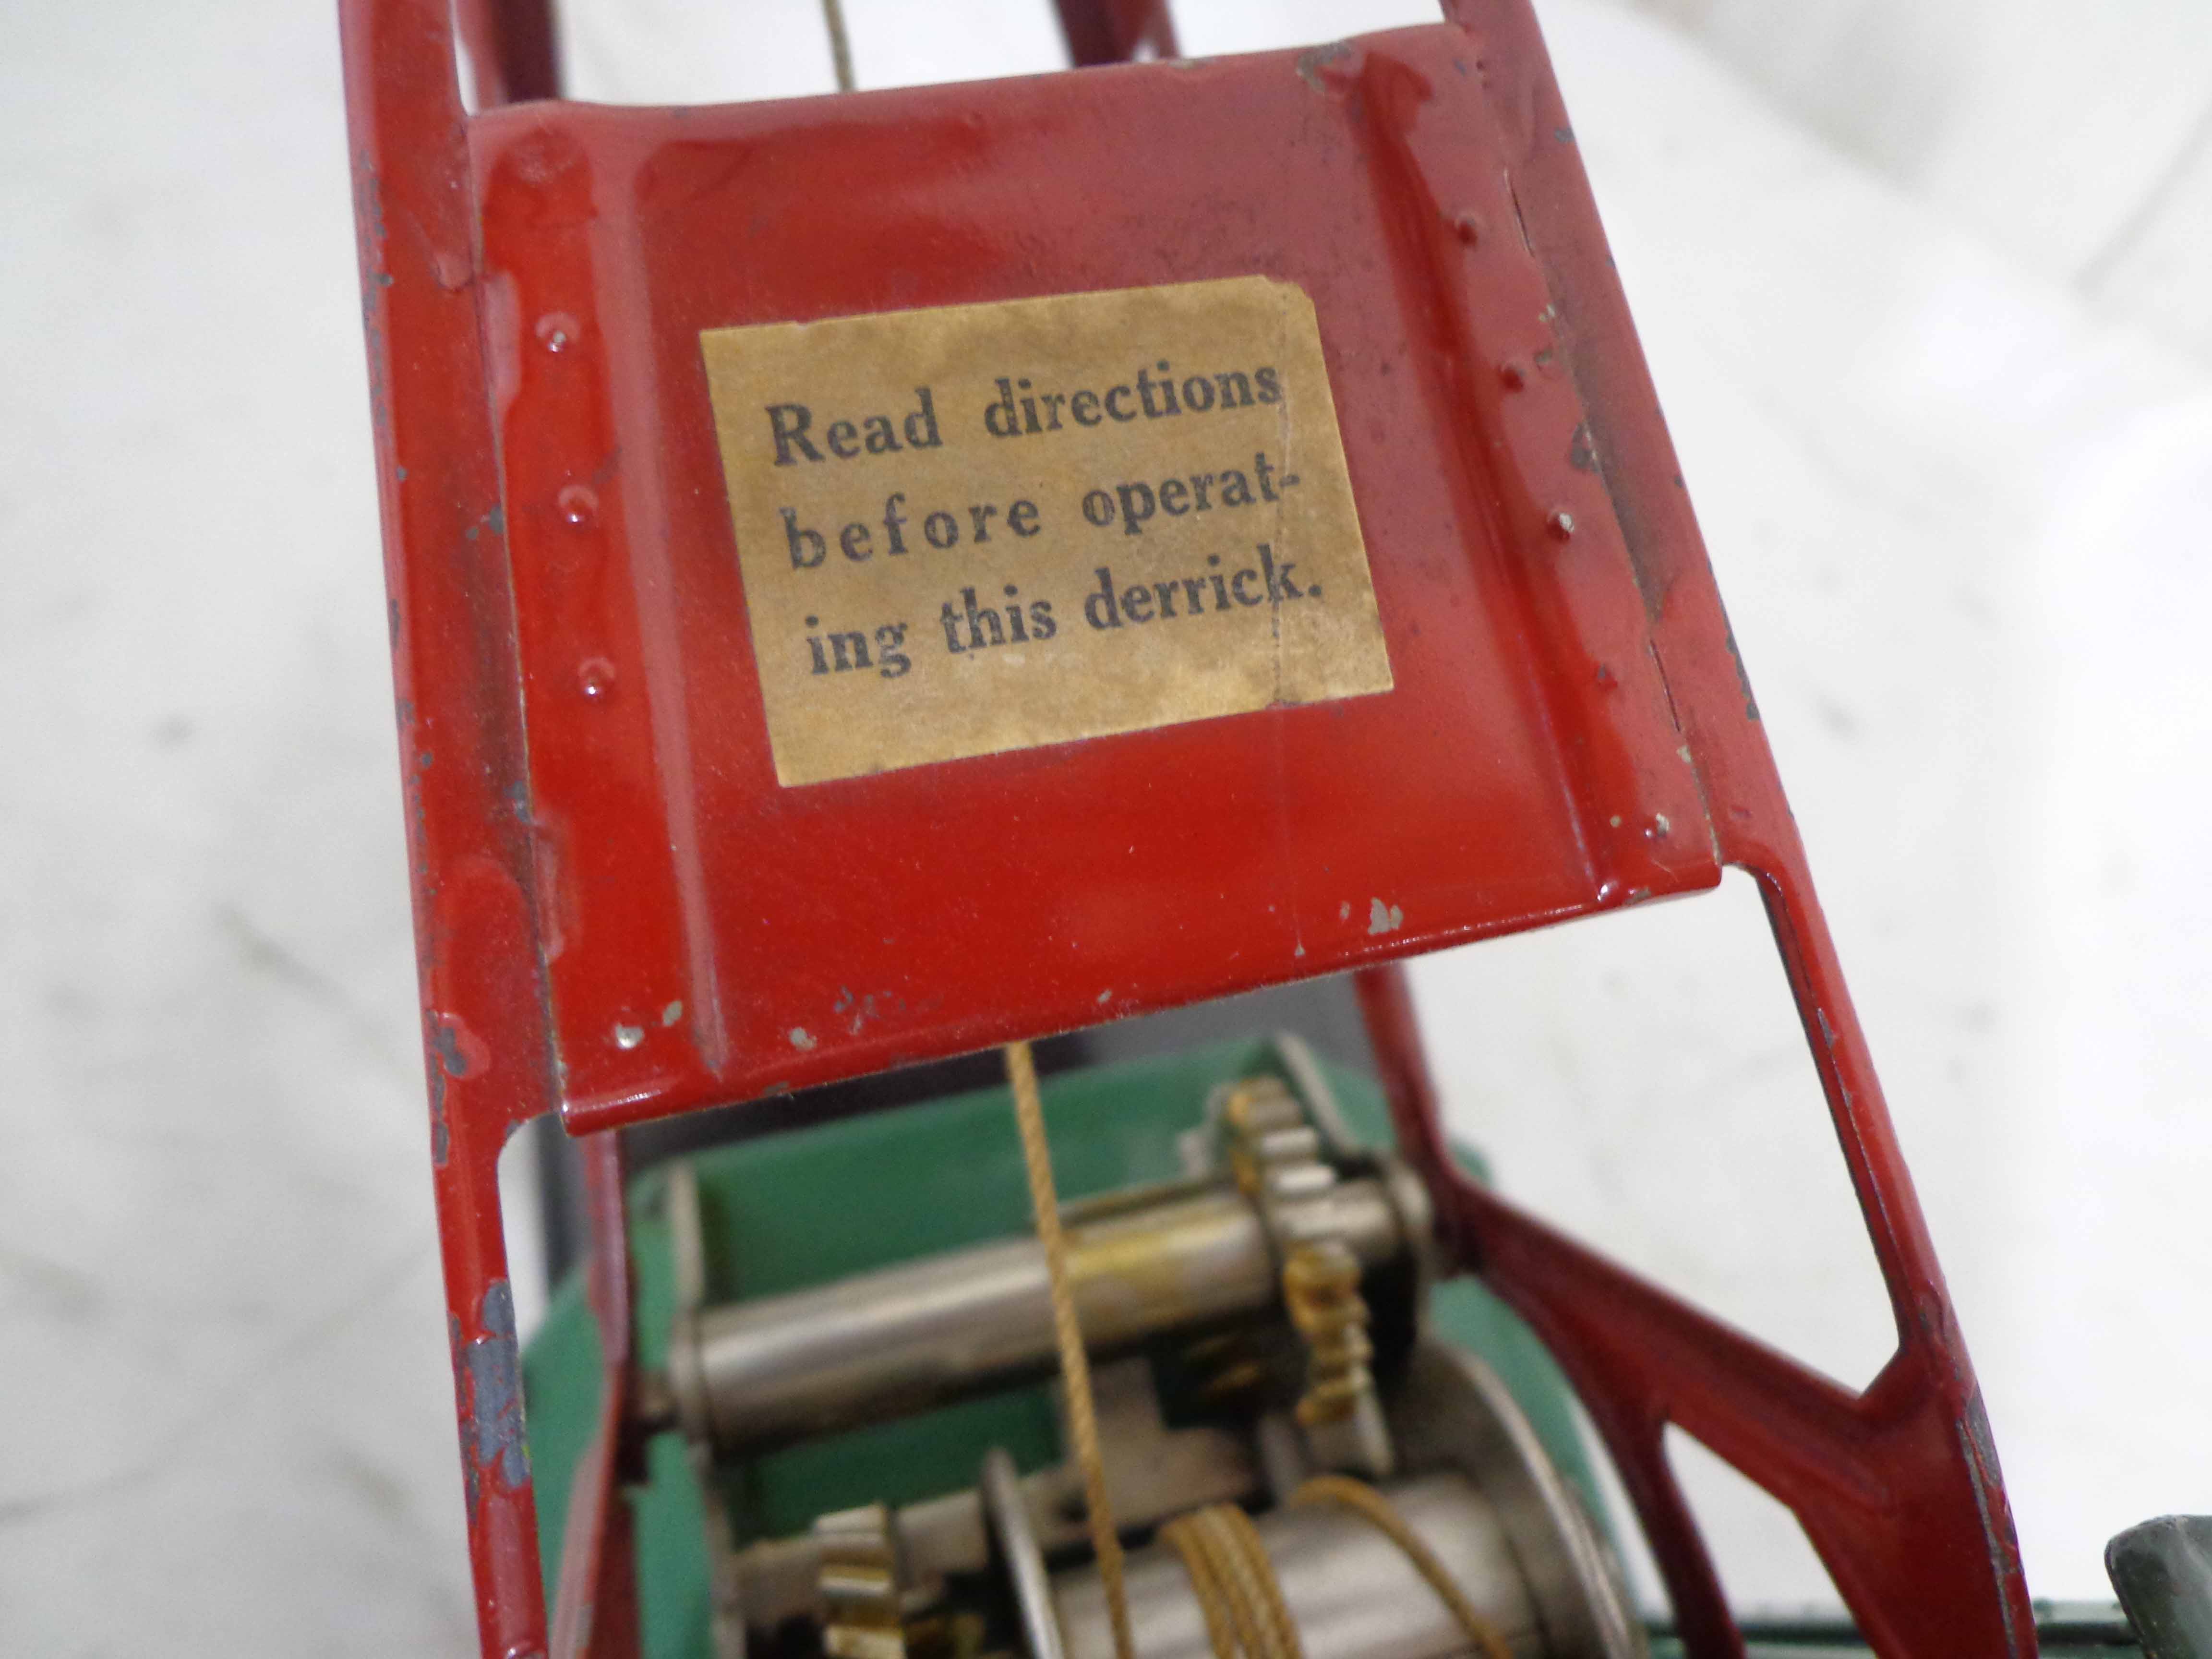 Read directions
before operat-
ing this derrick.